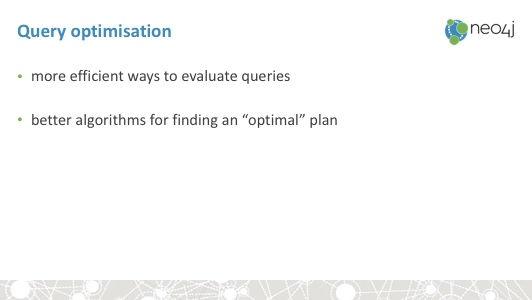 Query optimisation
neo4j
• more efficient ways to evaluate queries
• better algorithms for finding an “optimal” plan